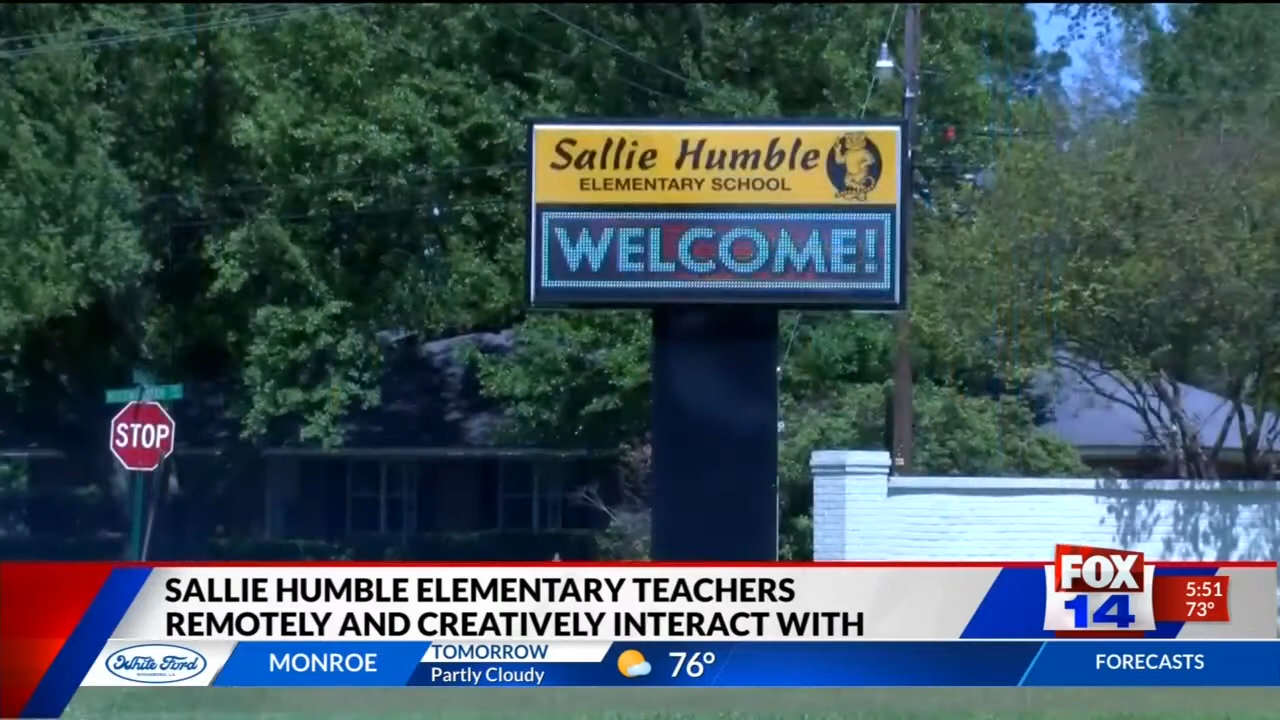 Sallie Humble
ELEMENTARY SCHOOL
WELCOME!
STOP
SALLIE HUMBLE ELEMENTARY TEACHERS
REMOTELY AND CREATIVELY INTERACT WITH
FOX
14
5:51
73°
White Ford
MONROE
TOMORROW
Partly Cloudy
76°
FORECASTS